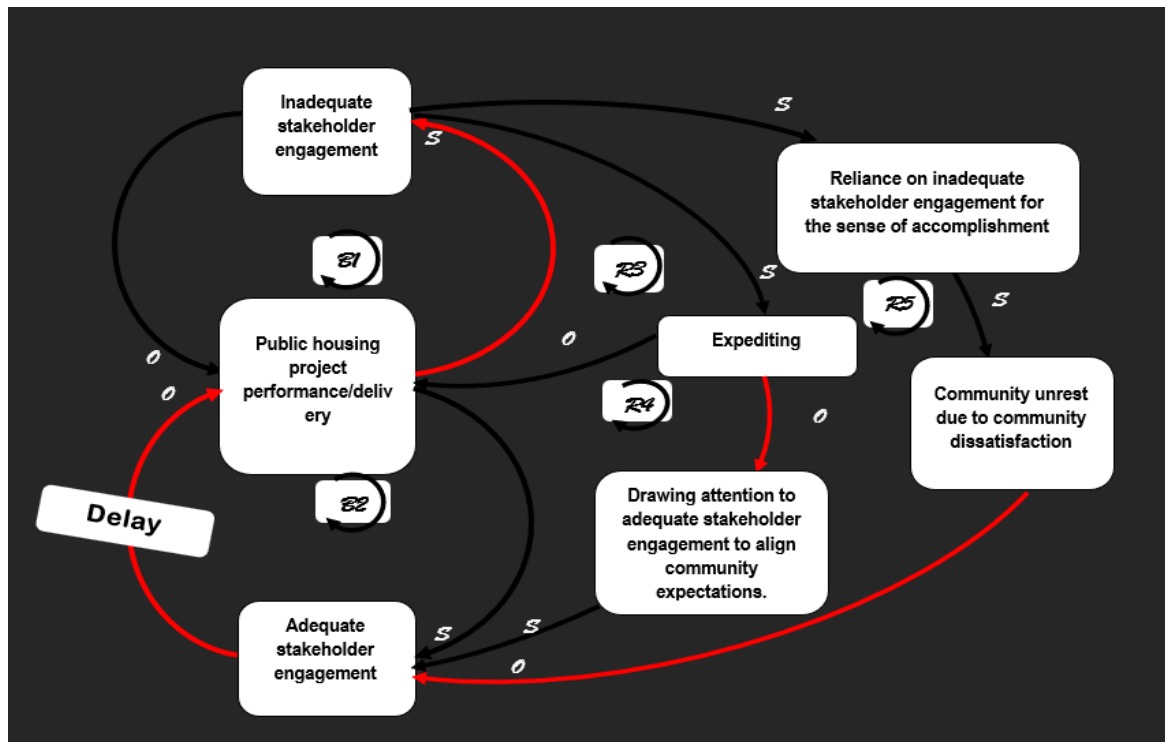 Inadequate
stakeholder
engagement
S
S
Reliance on inadequate
stakeholder engagement for
the sense of accomplishment
B1
R3
S
R5
S
Public housing
project
performance/deliv
ery
O
O
O
Expediting
R4
O
Community unrest
due to community
dissatisfaction
B2
Delay
Drawing attention to
adequate stakeholder
engagement to align
community
expectations.
Adequate
stakeholder
engagement
S
S
O